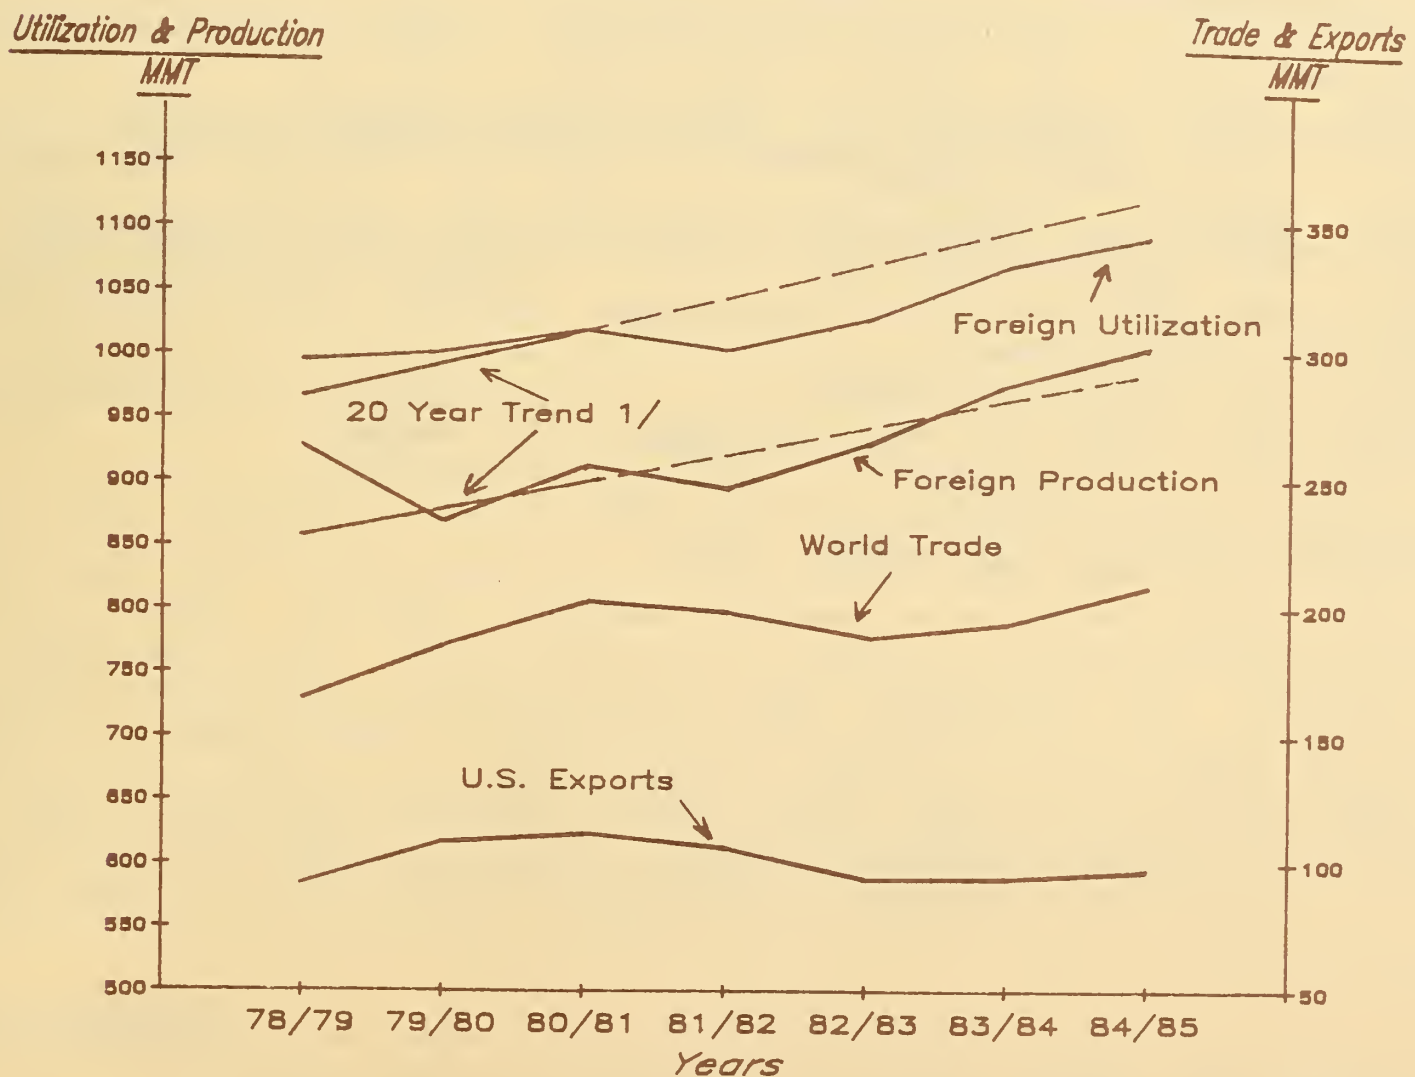 Utilization & Production
MMT
Trade & Exports
MMT
1150
1100
1050
1000
950
900
850
800
750
700
650
600
550
500
350
300
250
200
150
100
50
Foreign Utilization
20 Year Trend 1/
Foreign Production
World Trade
U.S. Exports
78/79 79/80 80/81 81/82 82/83 83/84 84/85
Years